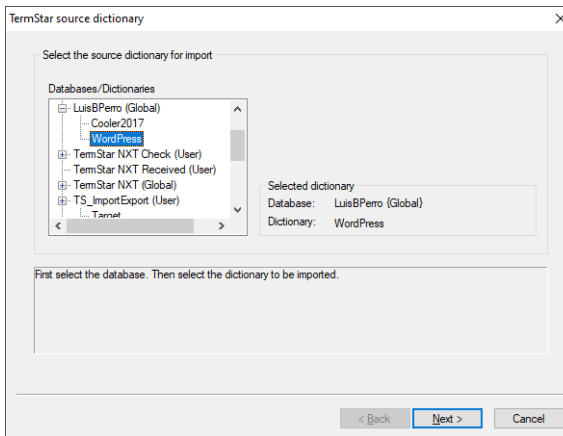 TermStar source dictionary
Select the source dictionary for import
Databases/Dictionaries
LuisBPerro (Global)
Cooler2017
WordPress
TermStar NXT Check (User)
TermStar NXT Received (User)
TermStar NXT (Global)
TS_ImportExport (User)
Target
Selected dictionary
Database: LuisBPerro {Global}
Dictionary: WordPress
First select the database. Then select the dictionary to be imported.
< Back
Next >
Cancel